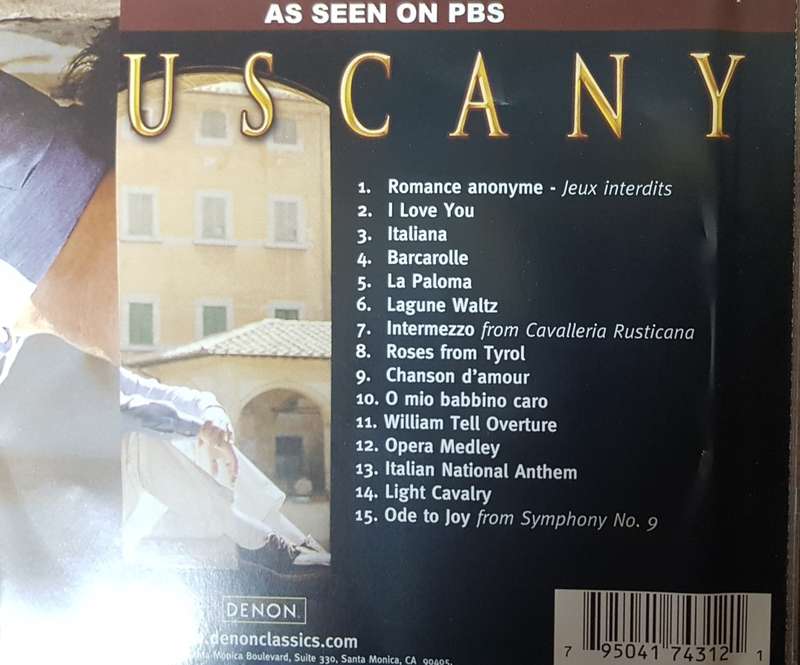 AS SEEN ON PBS
USCANY
1. Romance anonyme - Jeux interdits
2. I Love You
3. Italiana
4. Barcarolle
5. La Paloma
6. Lagune Waltz
7. Intermezzo from Cavalleria Rusticana
8. Roses from Tyrol
9. Chanson d'amour
10. O mio babbino caro
11. William Tell Overture
12. Opera Medley
13. Italian National Anthem
14. Light Cavalry
15. Ode to Joy from Symphony No. 9
DENON
.denonclassics.com
Monica Boulevard, Suite 330, Santa Monica, CA 90405.
7 95041 74312 1